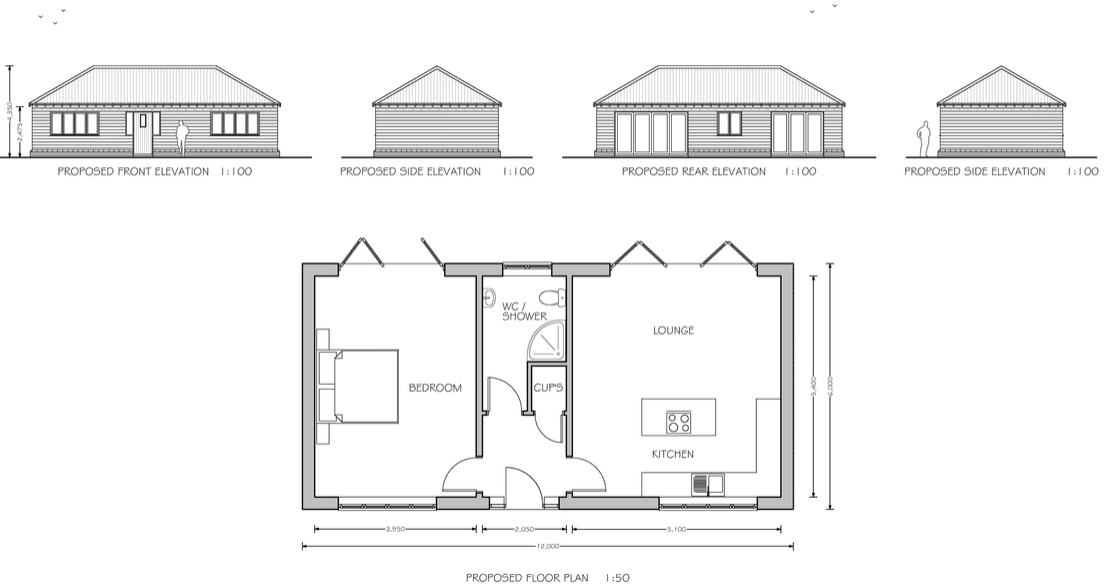 4,350
2,475
PROPOSED FRONT ELEVATION 1:100
PROPOSED SIDE ELEVATION 1:100
PROPOSED REAR ELEVATION 1:100
PROPOSED SIDE ELEVATION 1:100
WC /
SHOWER
LOUNGE
BEDROOM
CUPS
KITCHEN
5,400
6,000
3,950
2,050
5,100
12,000
PROPOSED FLOOR PLAN 1:50